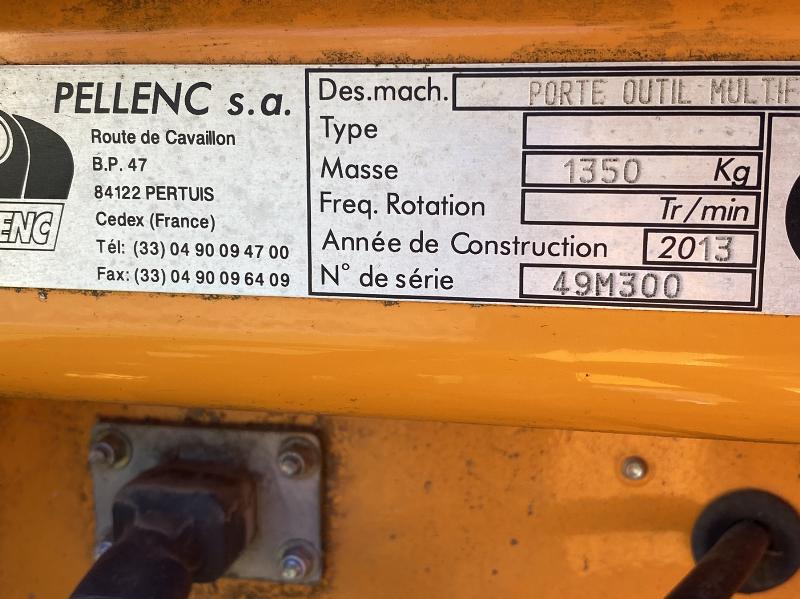 PELLENC s.a.
Route de Cavaillon
B.P. 47
84122 PERTUIS
Cedex (France)
Tél: (33) 04 90 09 47 00
Fax: (33) 04 90 09 64 09
ENC
Des.mach. PORTE OUTIL MULTIF
Type
Masse 1350 Kg
Freq. Rotation Tr/min
Année de Construction 2013
N° de série 49M300